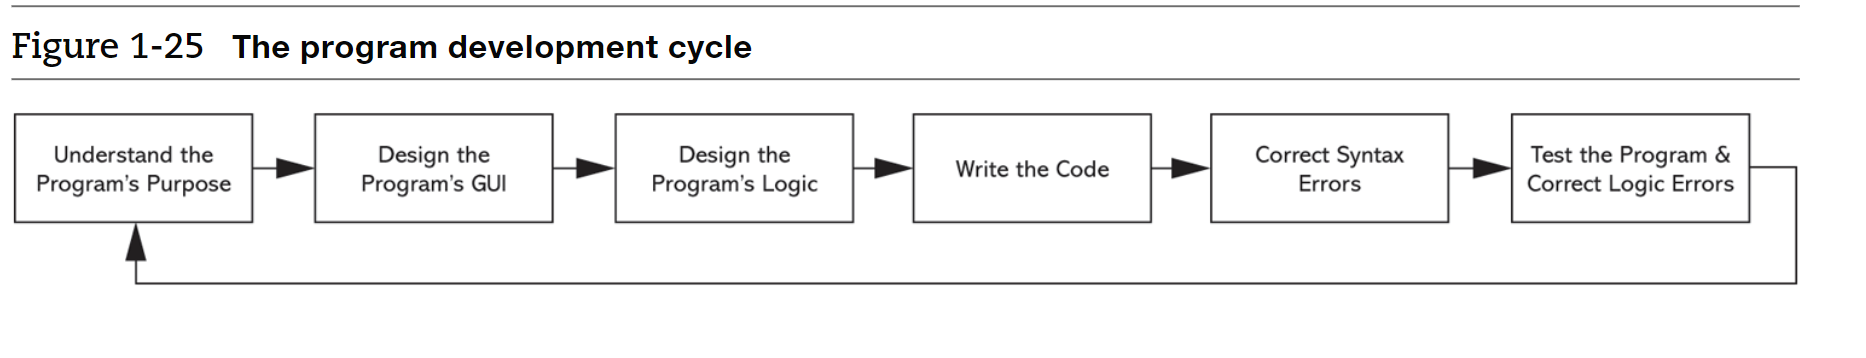 Figure 1-25 The program development cycle
Understand the
Program's Purpose
Design the
Program's GUI
Design the
Program's Logic
Write the Code
Correct Syntax
Errors
Test the Program &
Correct Logic Errors